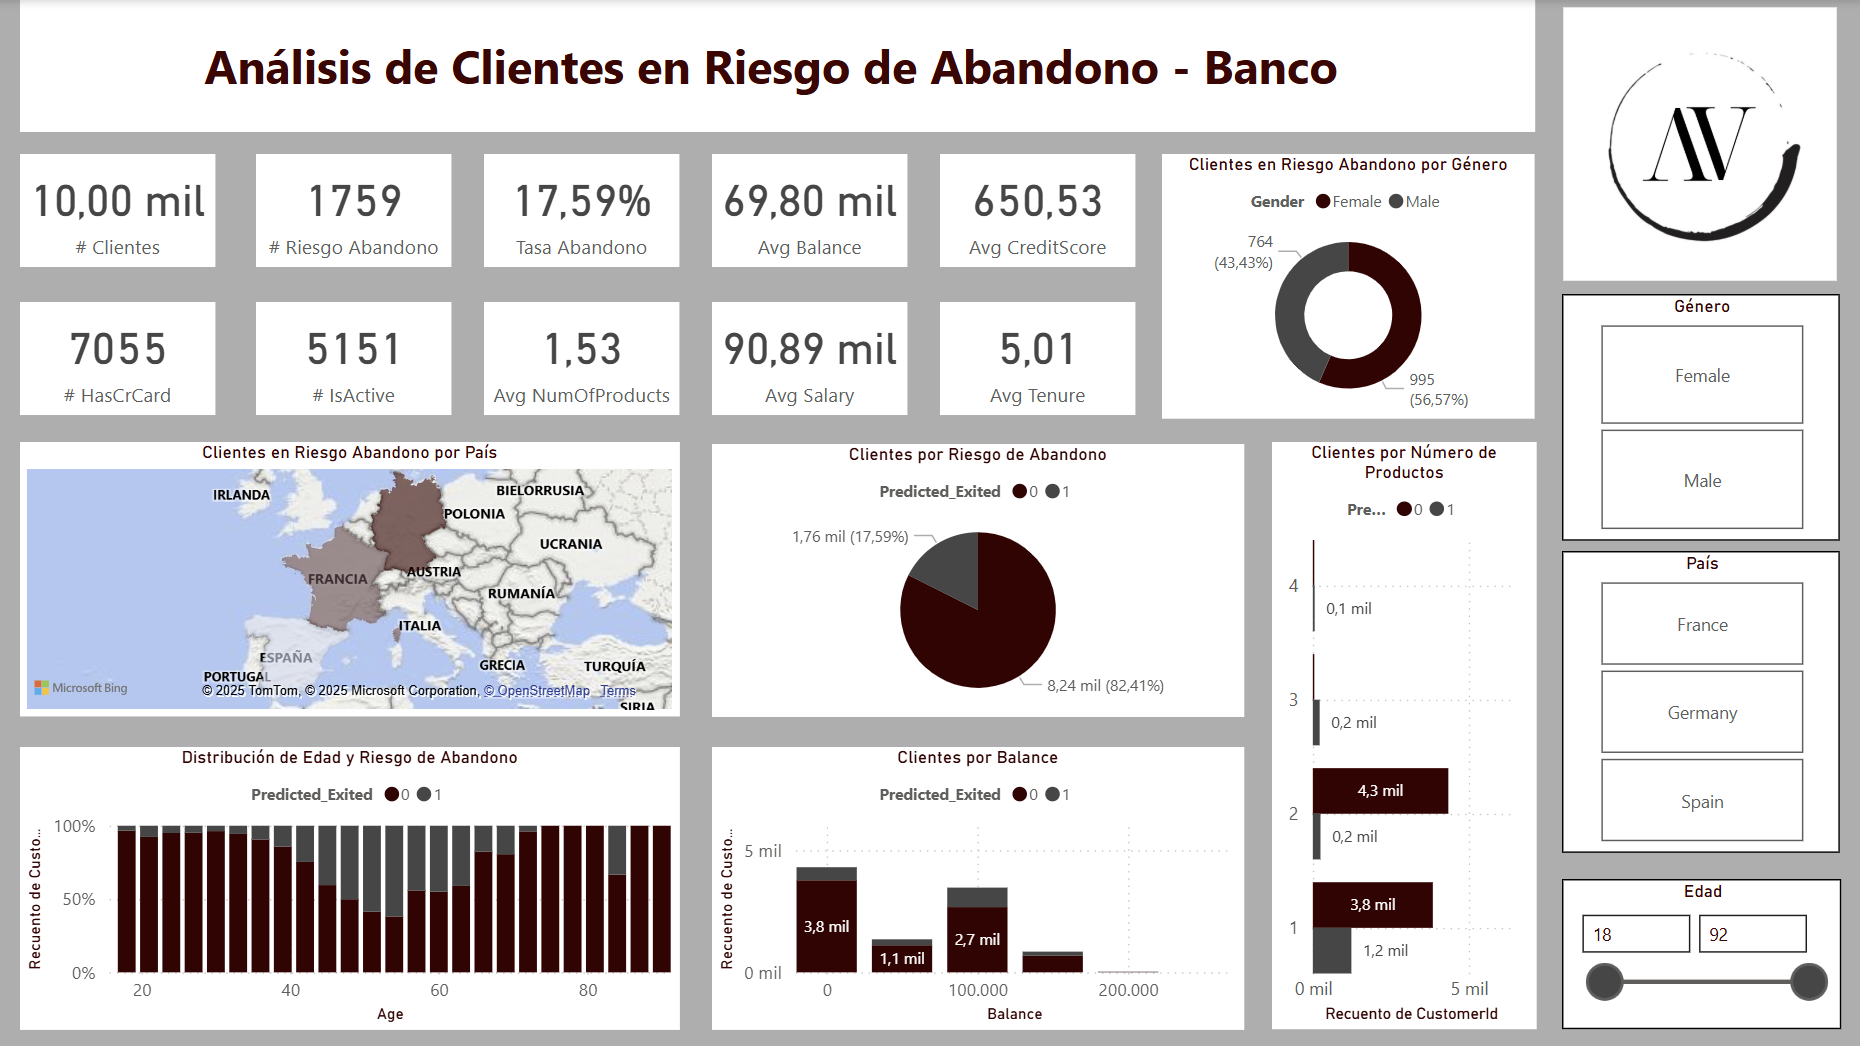 Análisis de Clientes en Riesgo de Abandono - Banco
AV
10,00 mil
# Clientes
1759
# Riesgo Abandono
17,59%
Tasa Abandono
69,80 mil
Avg Balance
650,53
Avg CreditScore
7055
# HasCrCard
5151
# IsActive
1,53
Avg NumOfProducts
90,89 mil
Avg Salary
5,01
Avg Tenure
Clientes en Riesgo Abandono por Género
Gender Female Male
764
(43,43%)
995
(56,57%)
Género
Female
Male
Clientes en Riesgo Abandono por País
IRLANDA
BIELORRUSIA
POLONIA
UCRANIA
FRANCIA
AUSTRIA
RUMANÍA
ITALIA
ESPAÑA
GRECIA
TURQUÍA
PORTUGAL
SIRIA
Microsoft Bing
© 2025 TomTom, © 2025 Microsoft Corporation, © OpenStreetMap Terms
Clientes por Riesgo de Abandono
Predicted_Exited 0 1
1,76 mil (17,59%)
8,24 mil (82,41%)
Clientes por Número de
Productos
Pre... 0 1
4
0,1 mil
3
0,2 mil
4,3 mil
2
0,2 mil
3,8 mil
1
1,2 mil
0 mil 5 mil
Recuento de CustomerId
País
France
Germany
Spain
Distribución de Edad y Riesgo de Abandono
Predicted_Exited 0 1
Recuento de Custo...
100%
50%
0%
20 40 60 80
Age
Clientes por Balance
Predicted_Exited 0 1
Recuento de Custo...
5 mil
0 mil
3,8 mil
1,1 mil
2,7 mil
0 100.000 200.000
Balance
Edad
18 92